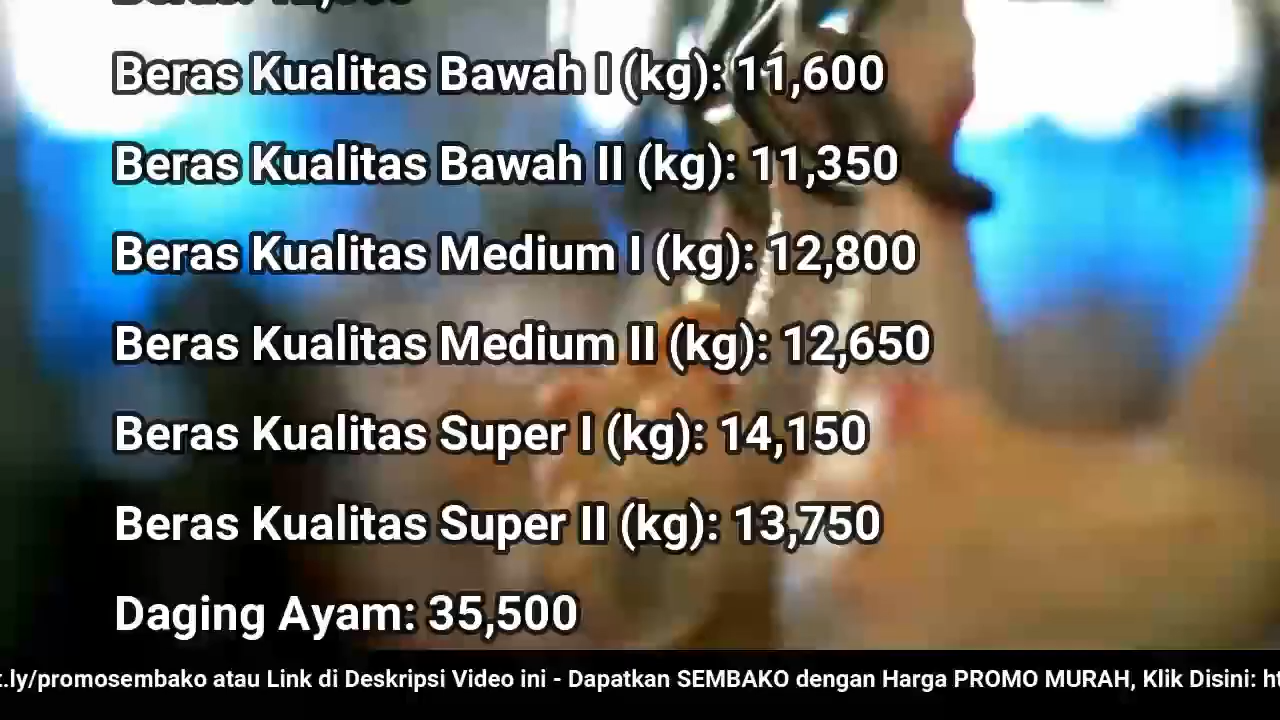 Beras Kualitas Bawah I (kg): 11,600
Beras Kualitas Bawah II (kg): 11,350
Beras Kualitas Medium I (kg): 12,800
Beras Kualitas Medium II (kg): 12,650
Beras Kualitas Super I (kg): 14,150
Beras Kualitas Super II (kg): 13,750
Daging Ayam: 35,500
t.ly/promosembako atau Link di Deskripsi Video ini - Dapatkan SEMBAKO dengan Harga PROMO MURAH, Klik Disini: ht